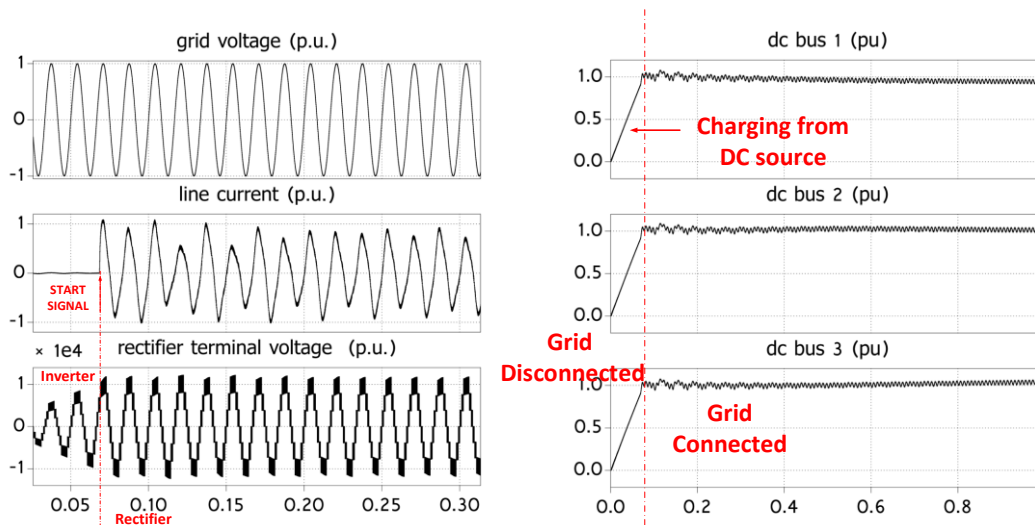 grid voltage (p.u.)
1
0
-1
line current (p.u.)
1
0
-1
START
SIGNAL
× 1e4
rectifier terminal voltage (p.u.)
Inverter
1
0
-1
0.05
0.10
0.15
0.20
0.25
0.30
Rectifier
dc bus 1 (pu)
1.0
0.5
0.0
Charging from
DC source
dc bus 2 (pu)
1.0
0.5
0.0
Grid
Disconnected
dc bus 3 (pu)
1.0
0.0
Grid
Connected
0.0
0.2
0.4
0.6
0.8